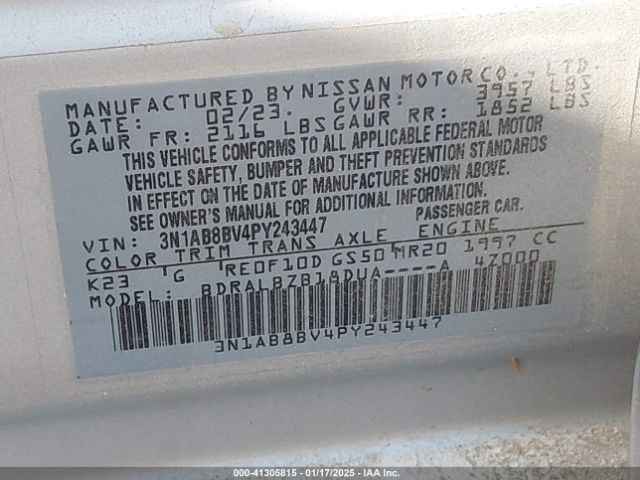 MANUFACTURED BY NISSAN MOTOR CO., LTD.
DATE: 02/23. GVWR: 3957 LBS
GAWR FR: 2116 LBS GAWR RR: 1852 LBS
THIS VEHICLE CONFORMS TO ALL APPLICABLE FEDERAL MOTOR
VEHICLE SAFETY, BUMPER AND THEFT PREVENTION STANDARDS
IN EFFECT ON THE DATE OF MANUFACTURE SHOWN ABOVE.
SEE OWNER'S MANUAL FOR ADDITIONAL INFORMATION.
VIN: 3N1AB8BV4PY243447 PASSENGER CAR.
COLOR TRIM TRANS AXLE ENGINE
K23 G RE0F10D GS50 MR20 1997 CC
MODEL: BDRALBZB18DUA----A 4Z000
3N1AB8BV4PY243447
000-41305815 - 01/17/2025 - IAA Inc.